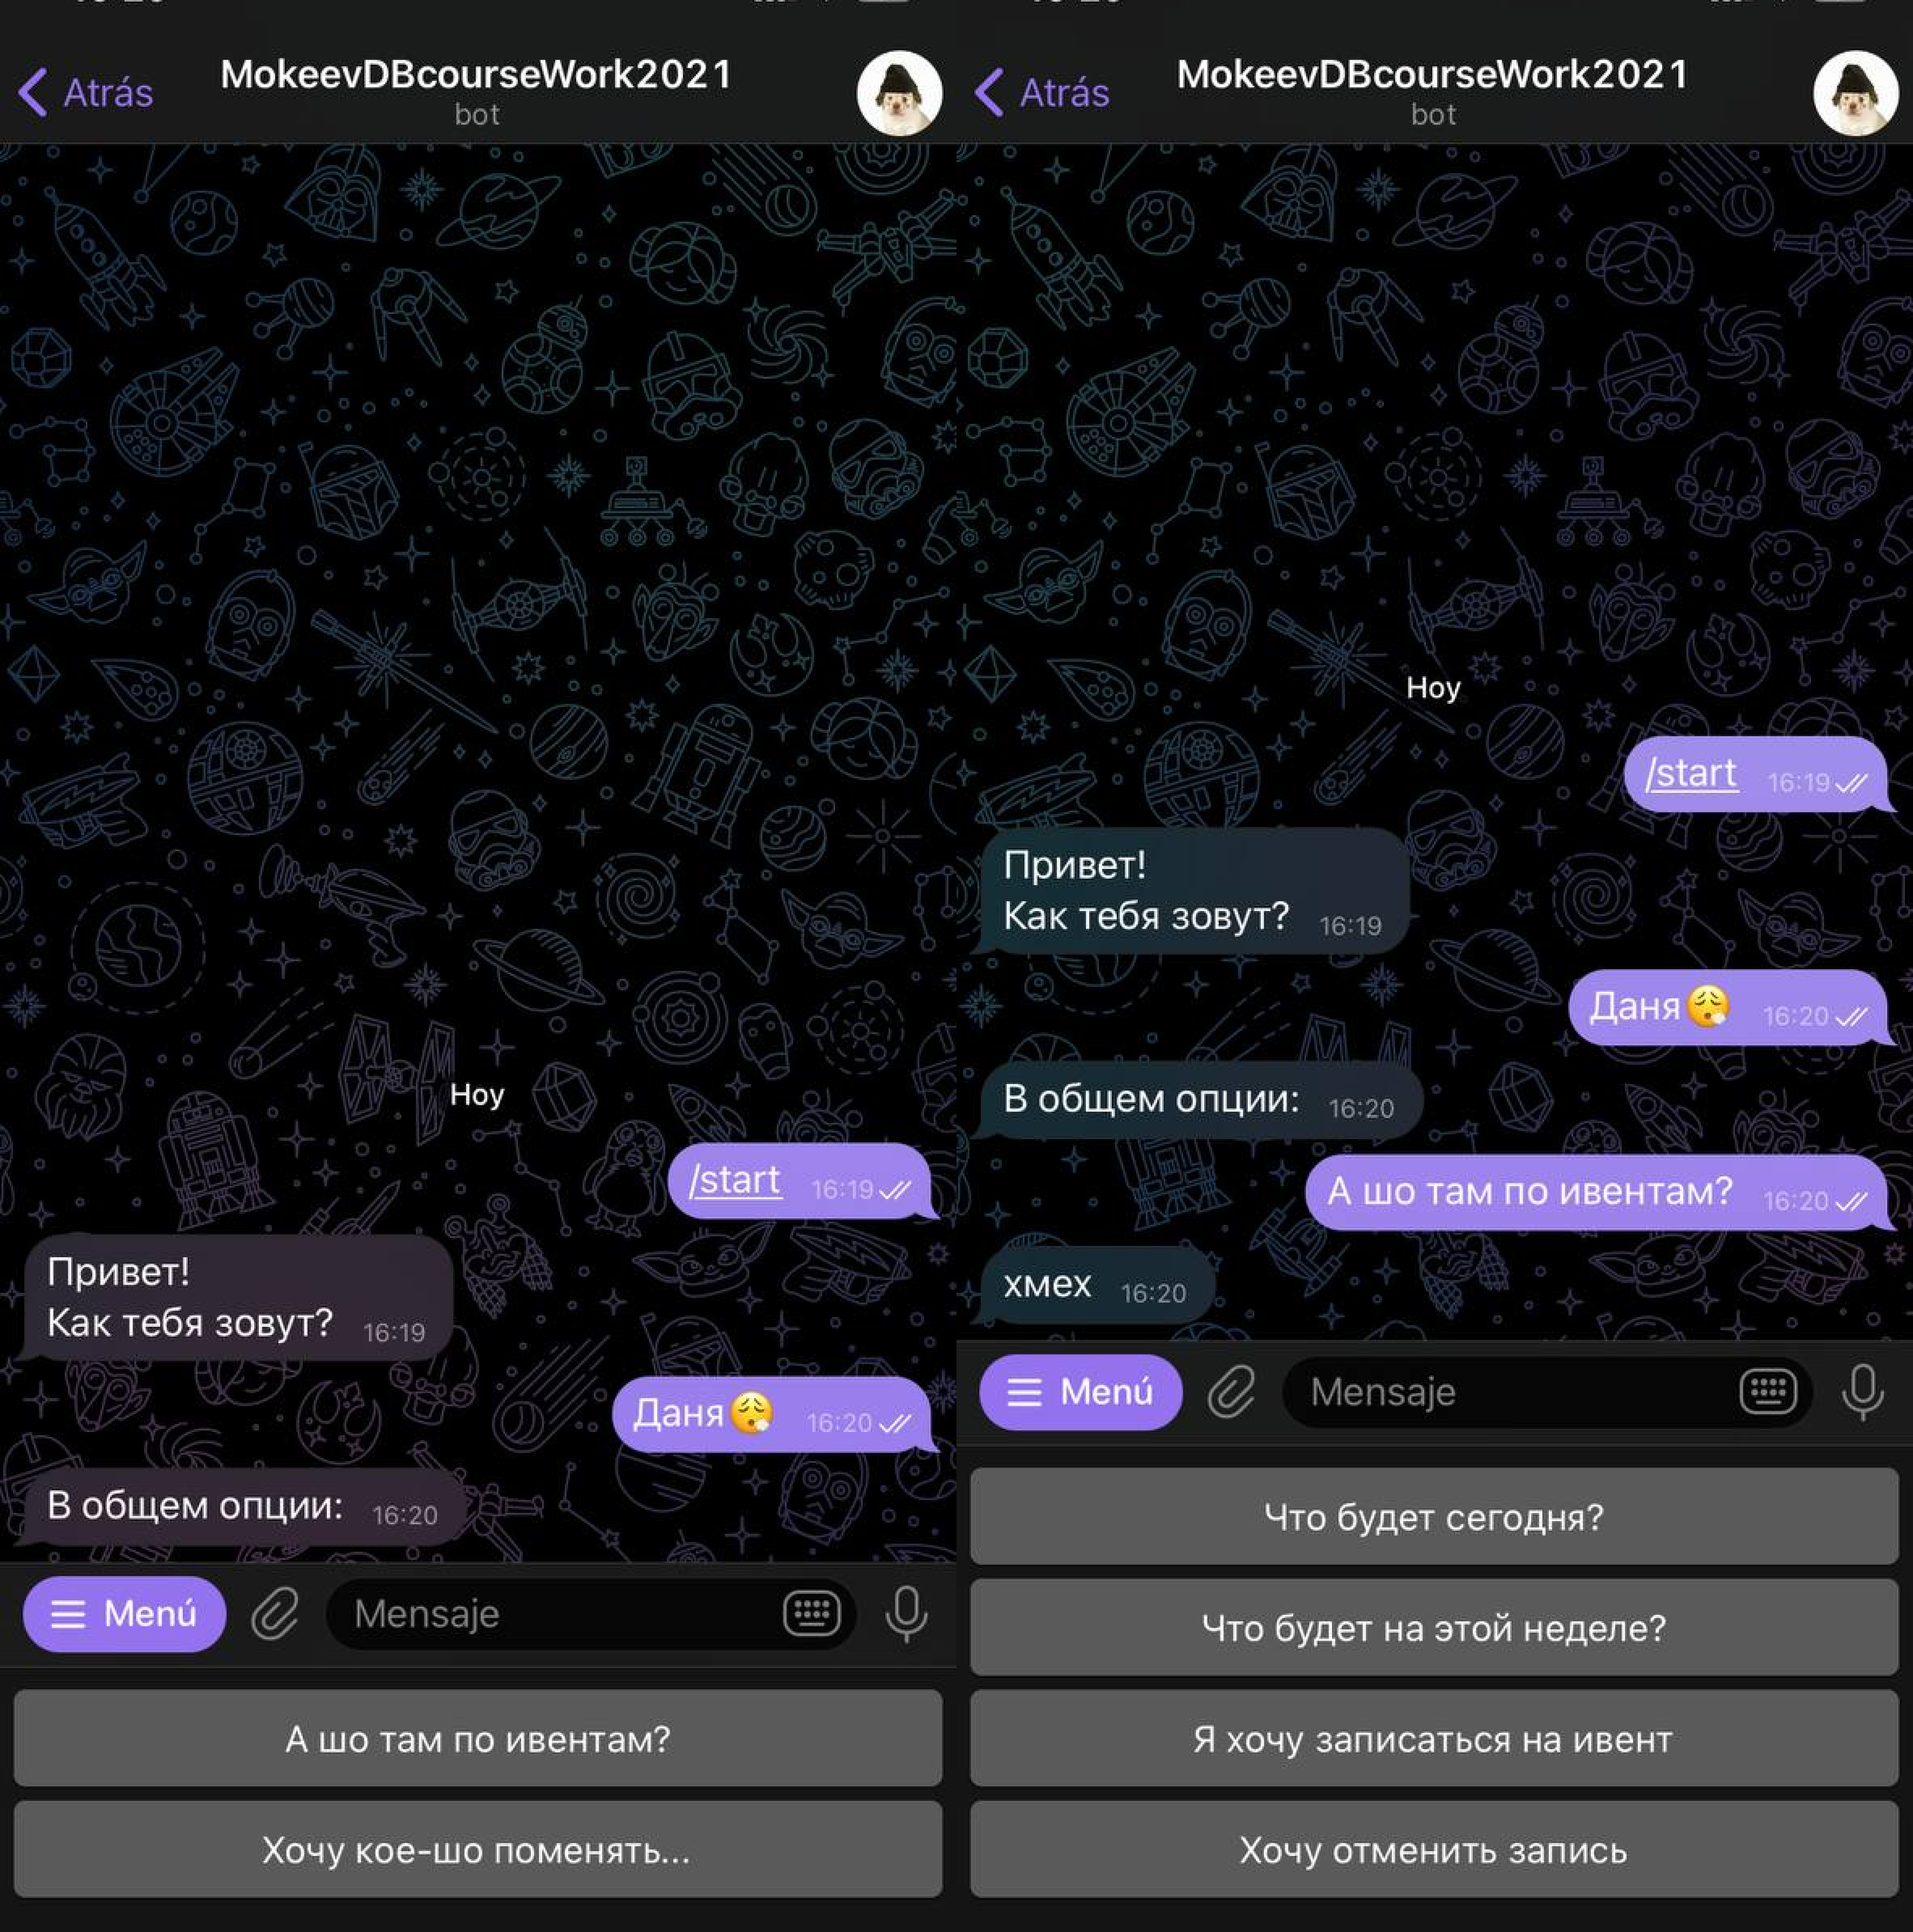 Atrás
MokeevDBcourseWork2021
bot
Hoy
/start 16:19
Привет!
Как тебя зовут? 16:19
Даня😮‍💨 16:20
В общем опции: 16:20
Menú
Mensaje
А шо там по ивентам?
Хочу кое-шо поменять...
Atrás
MokeevDBcourseWork2021
bot
Hoy
/start 16:19
Привет!
Как тебя зовут? 16:19
Даня😮‍💨 16:20
В общем опции: 16:20
А шо там по ивентам? 16:20
хмех 16:20
Menú
Mensaje
Что будет сегодня?
Что будет на этой неделе?
Я хочу записаться на ивент
Хочу отменить запись